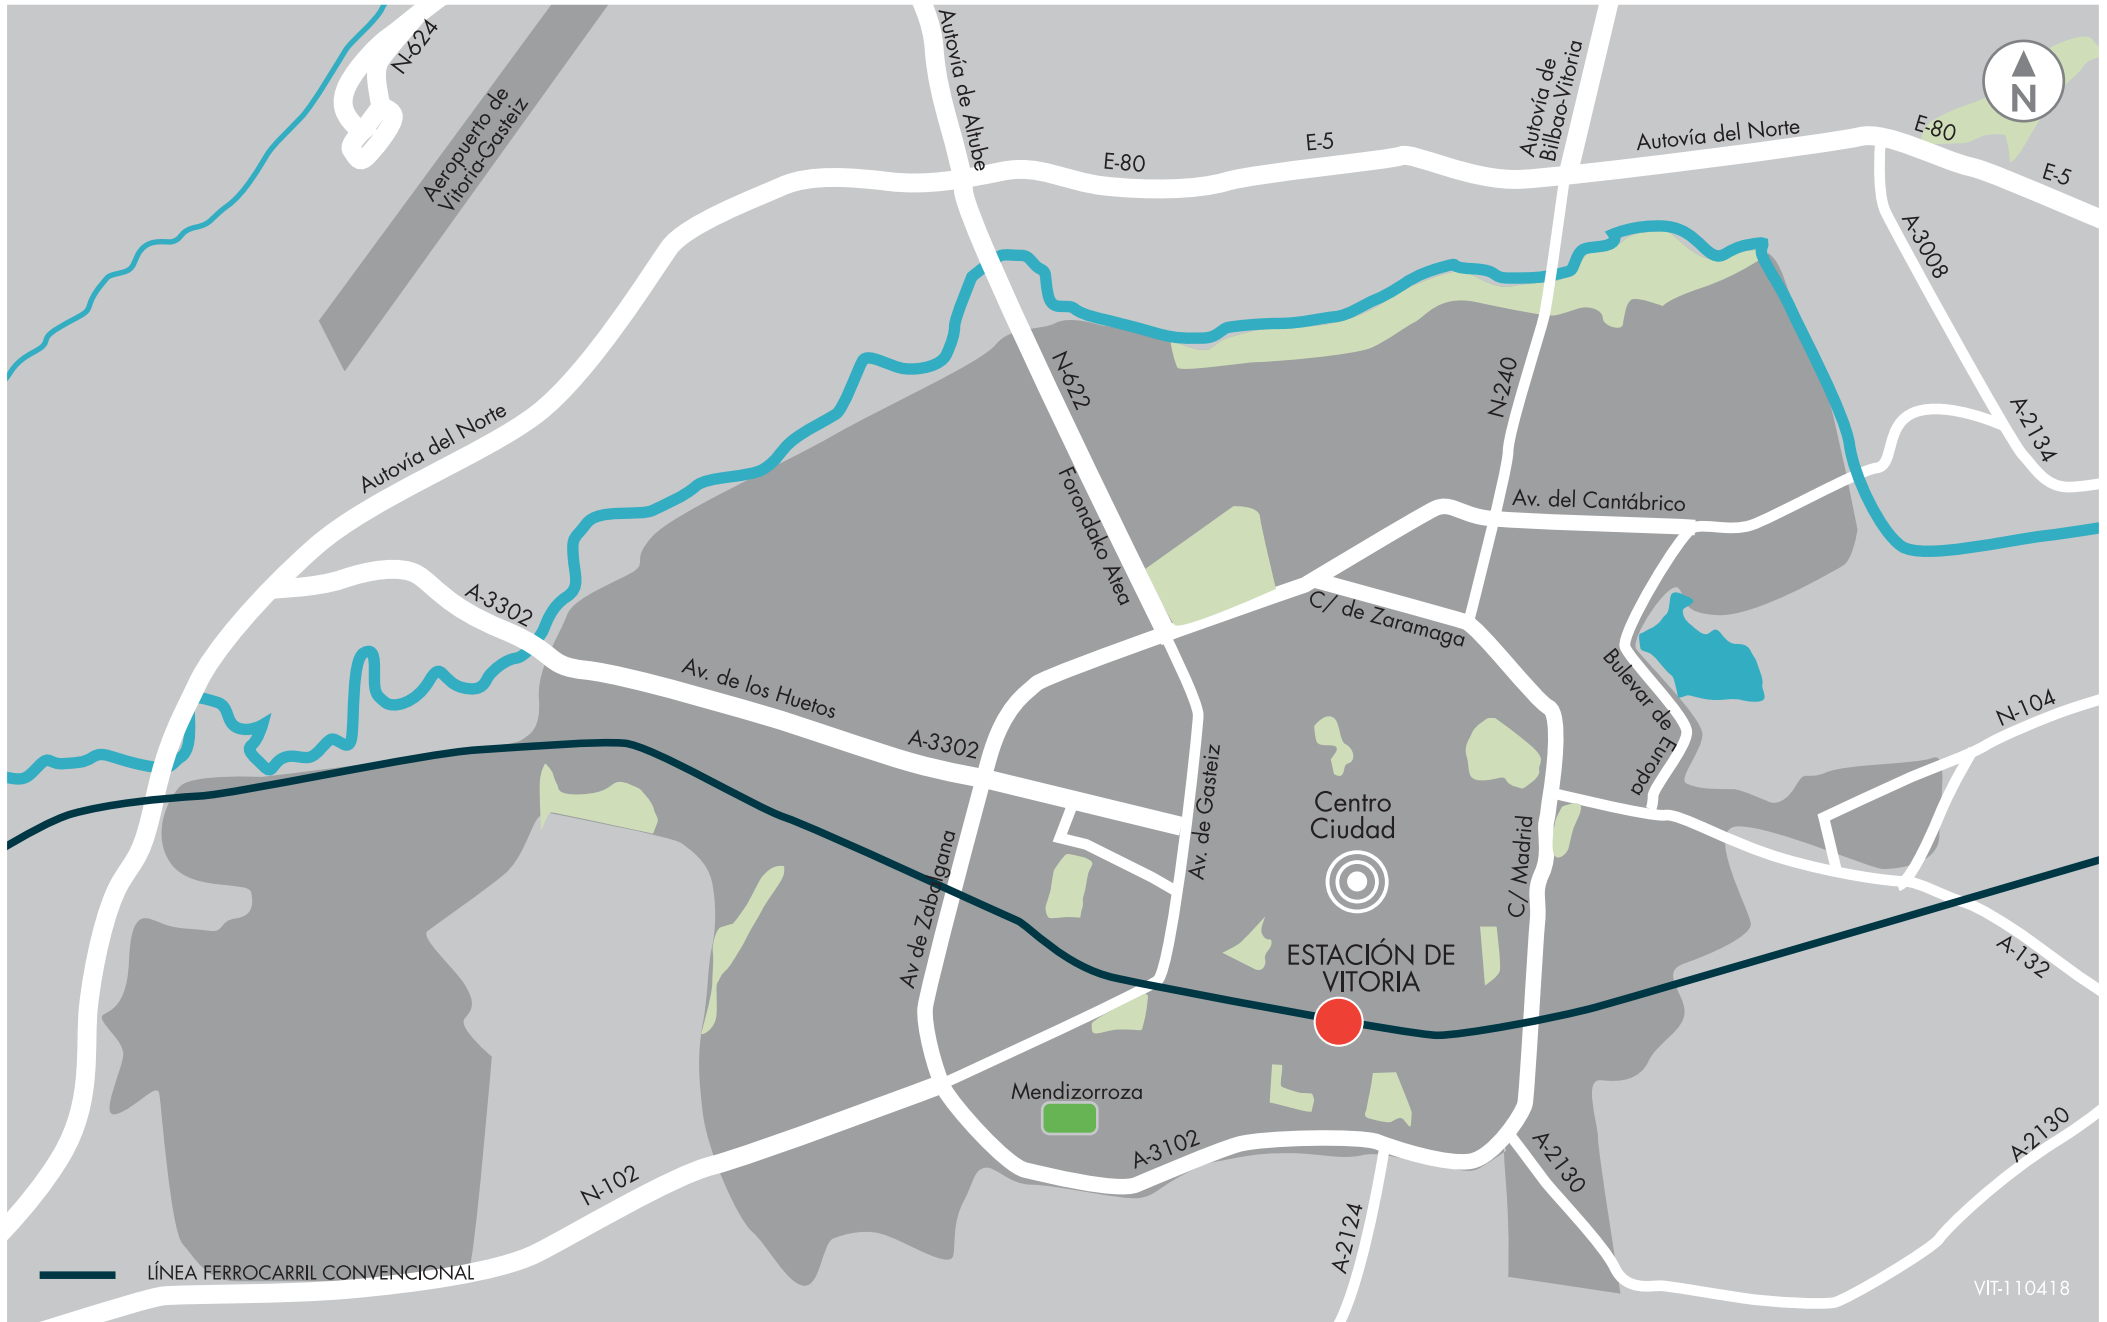 N-624
Aeropuerto de
Vitoria-Gasteiz
Autovía de Altube
Autovía de
Bilbao-Vitoria
N
E-80
E-5
Autovía del Norte
E-80
E-5
A-3008
N-622
N-240
A-2134
Autovía del Norte
Forondako Atea
Av. del Cantábrico
A-3302
C/ de Zaramaga
Av. de los Huetos
Bulevar de Europa
N-104
A-3302
Av. de Gasteiz
Centro
Ciudad
C/ Madrid
Av de Zabalgana
ESTACIÓN DE
VITORIA
A-132
Mendizorroza
A-3102
A-2130
A-2130
N-102
A-2124
LÍNEA FERROCARRIL CONVENCIONAL
VIT-110418